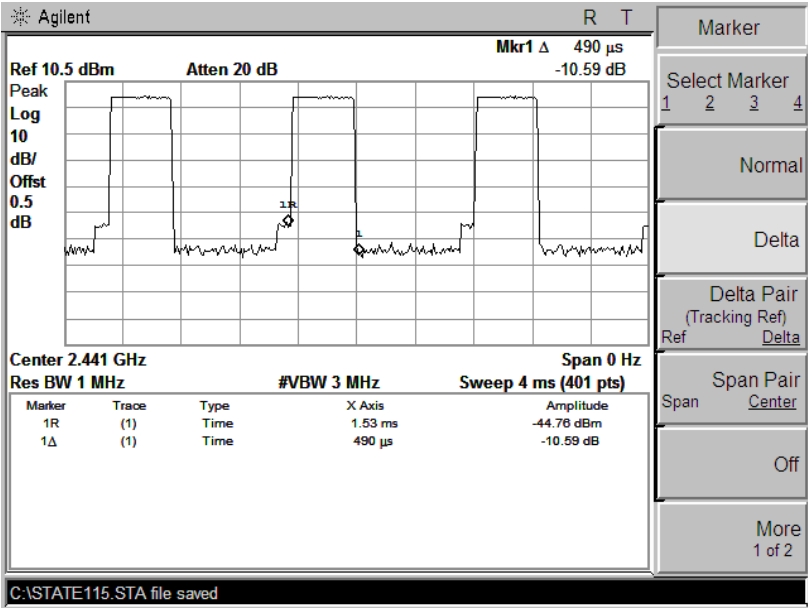 Agilent
R T
Marker
Mkr1 Δ 490 μs
Ref 10.5 dBm Atten 20 dB -10.59 dB
Peak
Log
10
dB/
Offst
0.5
dB
1R
1
Center 2.441 GHz Span 0 Hz
Res BW 1 MHz #VBW 3 MHz Sweep 4 ms (401 pts)
Marker Trace Type X Axis Amplitude
1R (1) Time 1.53 ms -44.76 dBm
1Δ (1) Time 490 μs -10.59 dB
Select Marker
1 2 3 4
Normal
Delta
Delta Pair
(Tracking Ref)
Ref Delta
Span Pair
Span Center
Off
More
1 of 2
C:\STATE115.STA file saved